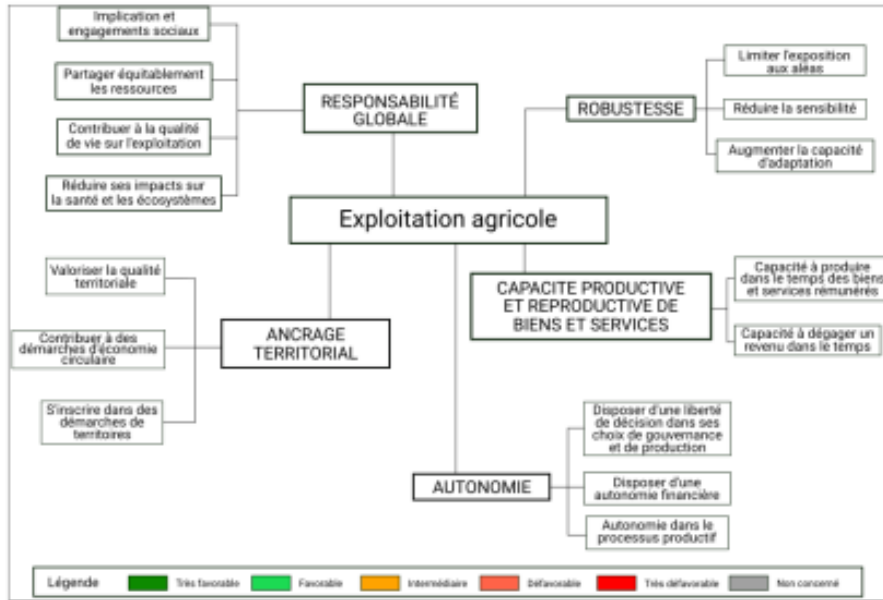 Implication et
engagements sociaux
Partager équitablement
les ressources
Contribuer à la qualité
de vie sur l'exploitation
Réduire ses impacts sur
la santé et les écosystèmes
RESPONSABILITÉ
GLOBALE
ROBUSTESSE
Limiter l'exposition
aux aléas
Réduire la sensibilité
Augmenter la capacité
d'adaptation
Exploitation agricole
Valoriser la qualité
territoriale
Contribuer à des
démarches d'économie
circulaire
S'inscrire dans des
démarches de
territoires
ANCRAGE
TERRITORIAL
CAPACITE PRODUCTIVE
ET REPRODUCTIVE DE
BIENS ET SERVICES
Capacité à produire
dans le temps des biens
et services rémunérés
Capacité à dégager un
revenu dans le temps
AUTONOMIE
Disposer d'une liberté
de décision dans ses
choix de gouvernance
et de production
Disposer d'une
autonomie financière
Autonomie dans le
processus productif
Légende
Très favorable
Favorable
Intermédiaire
Défavorable
Très défavorable
Non concerné